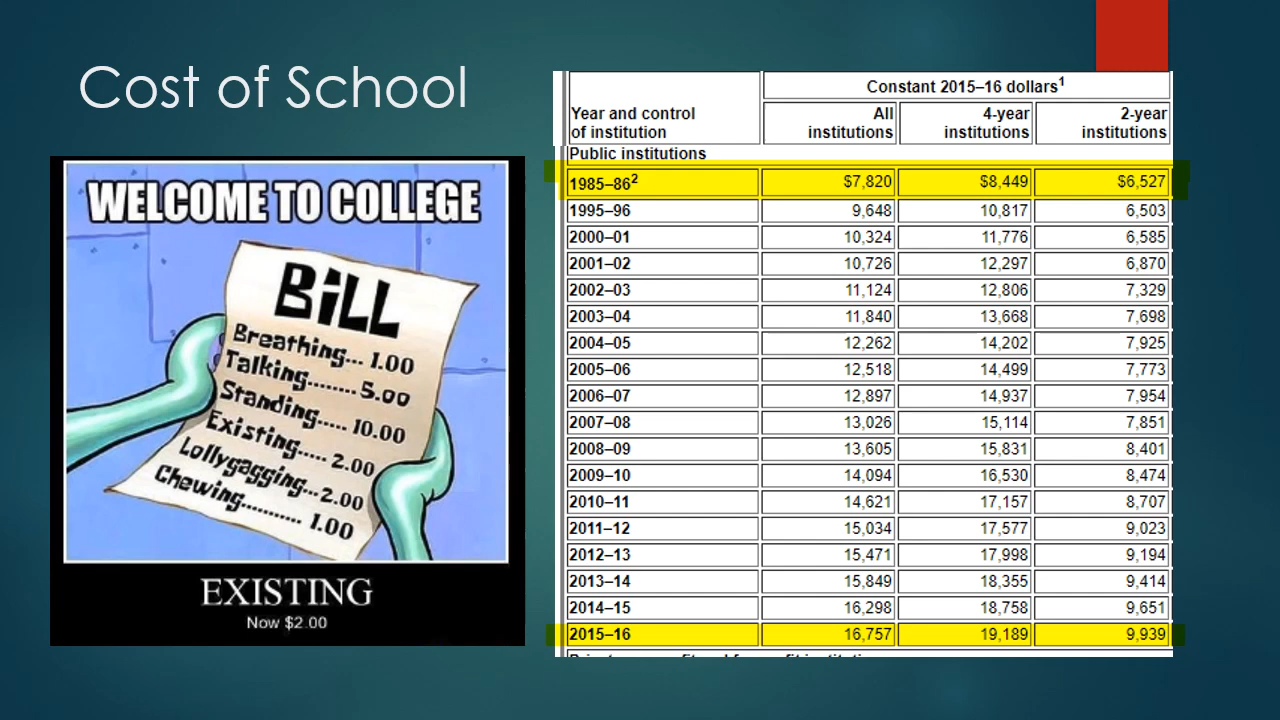 Cost of School
WELCOME TO COLLEGE
BILL
Breathing... 1.00
Talking........ 5.00
Standing..... 10.00
Existing..... 2.00
Lollygagging... 2.00
Chewing........... 1.00
EXISTING
Now $2.00
Year and control
of institution
Constant 2015–16 dollars1
All
institutions
4-year
institutions
2-year
institutions
Public institutions
1985–862 $7,820 $8,449 $6,527
1995–96 9,648 10,817 6,503
2000–01 10,324 11,776 6,585
2001–02 10,726 12,297 6,870
2002–03 11,124 12,806 7,329
2003–04 11,840 13,668 7,698
2004–05 12,262 14,202 7,925
2005–06 12,518 14,499 7,773
2006–07 12,897 14,937 7,954
2007–08 13,026 15,114 7,851
2008–09 13,605 15,831 8,401
2009–10 14,094 16,530 8,474
2010–11 14,621 17,157 8,707
2011–12 15,034 17,577 9,023
2012–13 15,471 17,998 9,194
2013–14 15,849 18,355 9,414
2014–15 16,298 18,758 9,651
2015–16 16,757 19,189 9,939